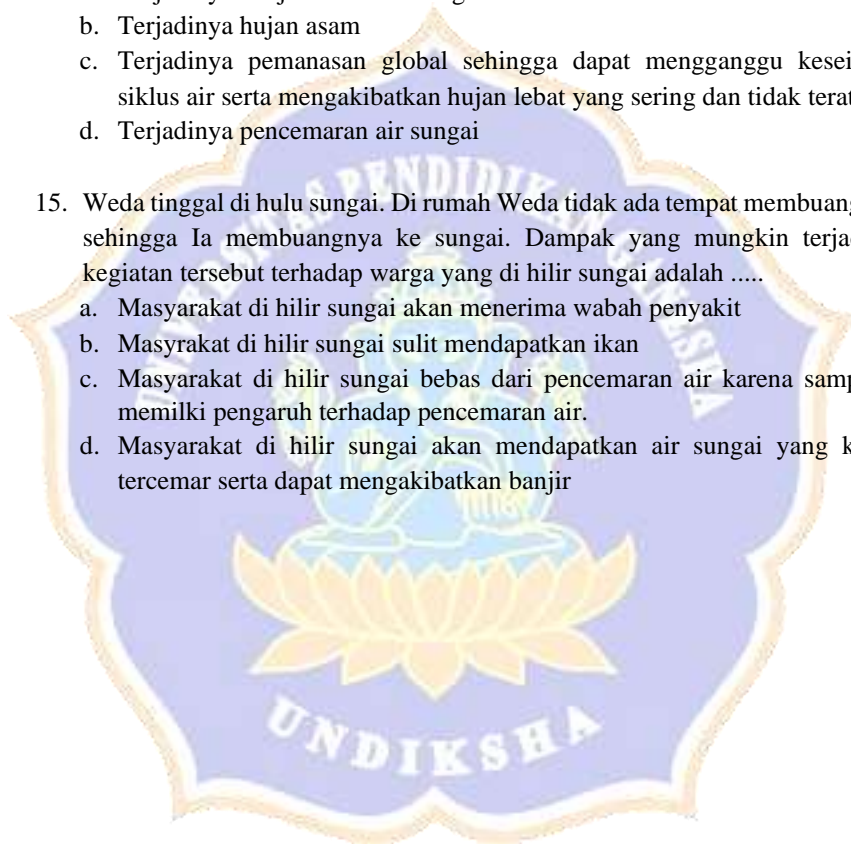 b. Terjadinya hujan asam
c. Terjadinya pemanasan global sehingga dapat mengganggu
siklus air serta mengakibatkan hujan lebat yang sering dan tidak
d. Terjadinya pencemaran air sungai
15. Weda tinggal di hulu sungai. Di rumah Weda tidak ada tempat
sehingga Ia membuangnya ke sungai. Dampak yang mungkin
kegiatan tersebut terhadap warga yang di hilir sungai adalah .....
a. Masyarakat di hilir sungai akan menerima wabah penyakit
b. Masyrakat di hilir sungai sulit mendapatkan ikan
c. Masyarakat di hilir sungai bebas dari pencemaran air karena
memilki pengaruh terhadap pencemaran air.
d. Masyarakat di hilir sungai akan mendapatkan air sungai yang
tercemar serta dapat mengakibatkan banjir
UNIVERSITAS PENDIDIKAN GANESHA
UNDIKSHA